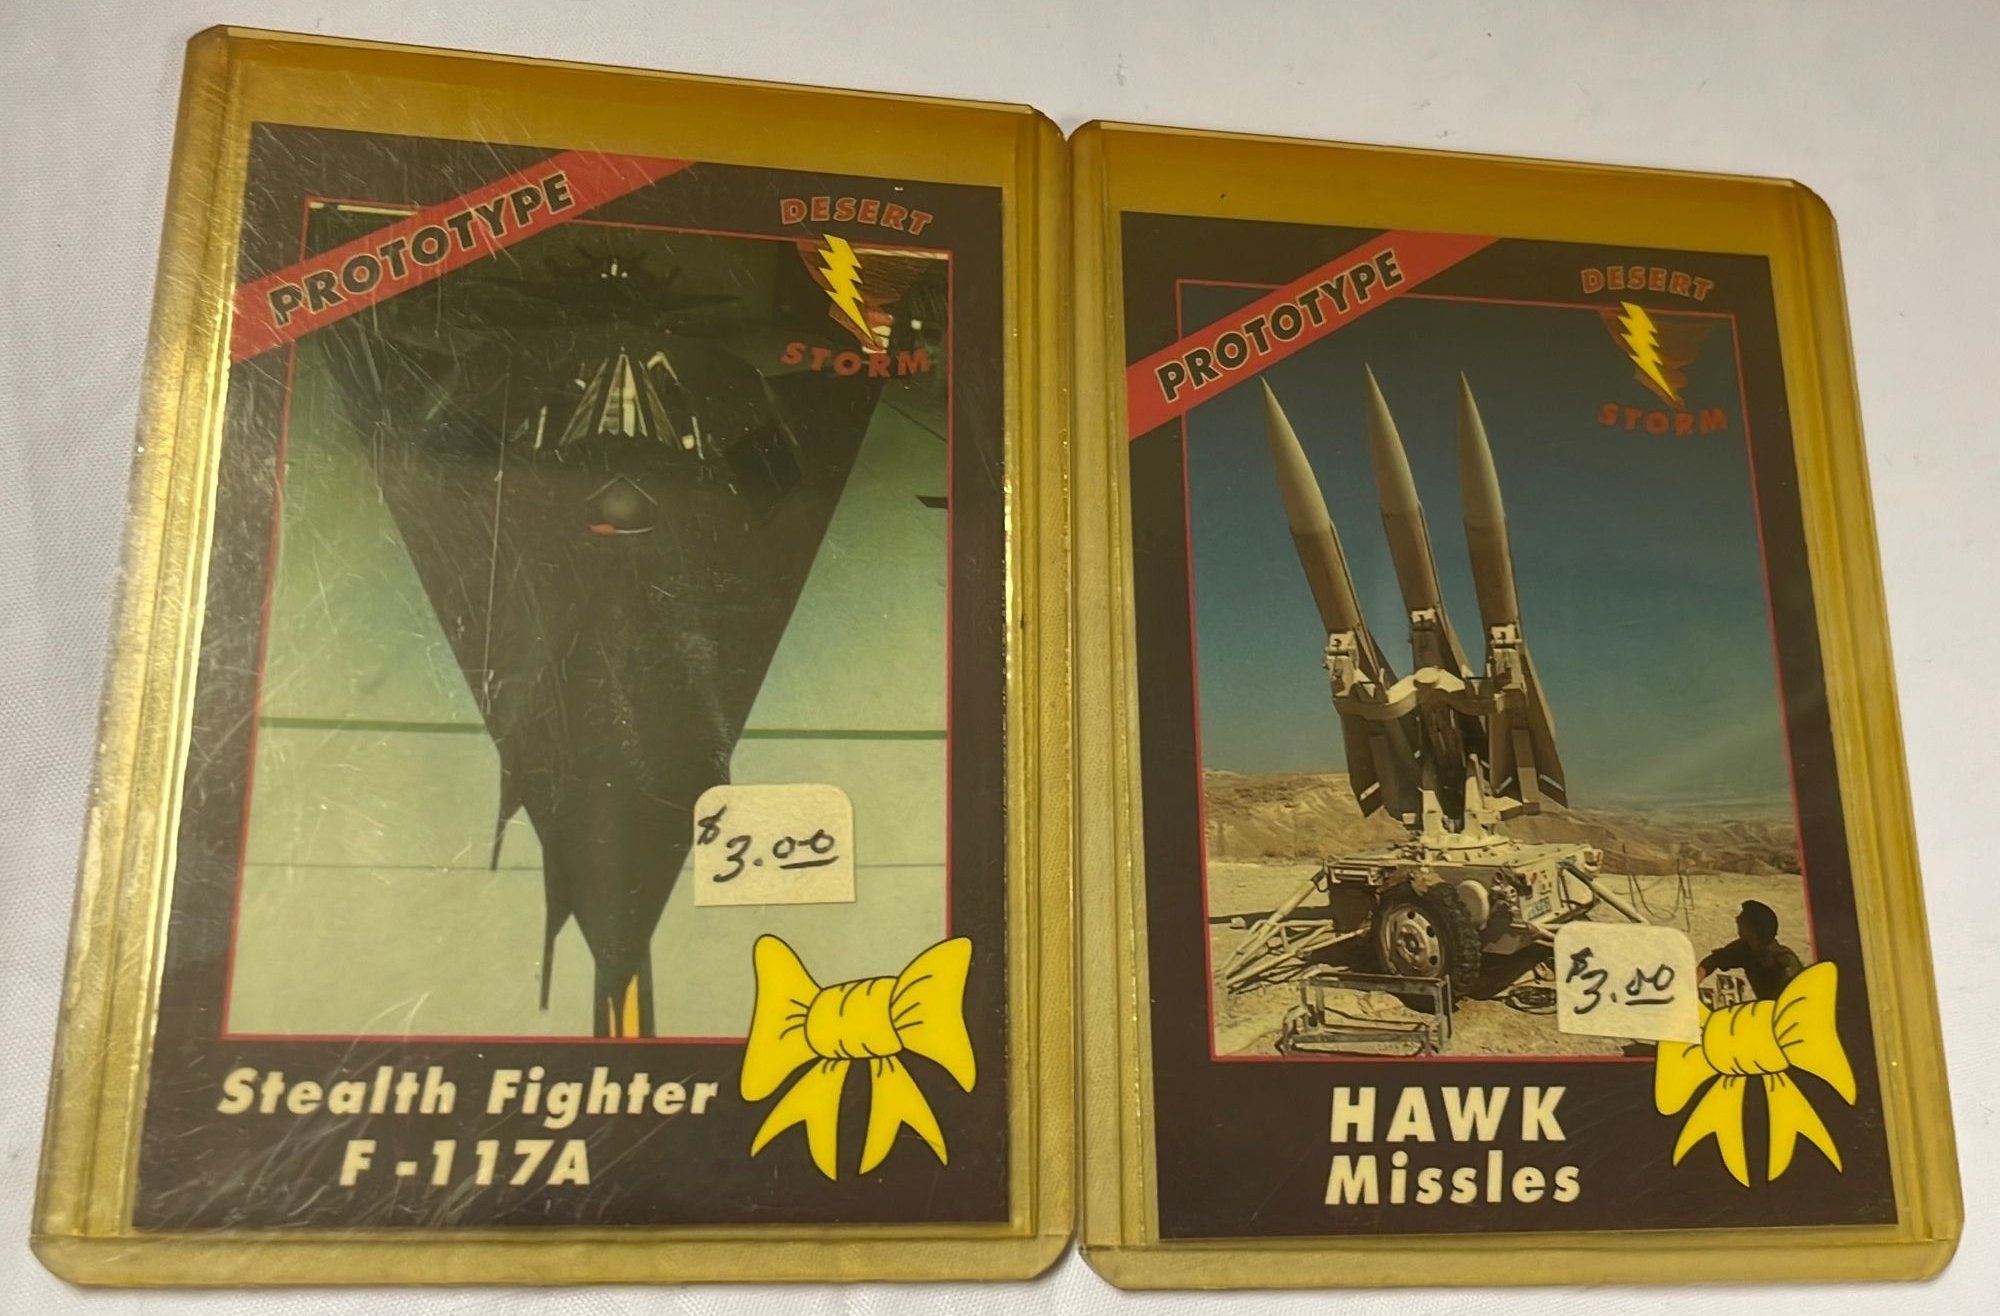 PROTOTYPE
DESERT
STORM
$3.00
Stealth Fighter
F-117A
PROTOTYPE
DESERT
STORM
$3.00
HAWK
Missles